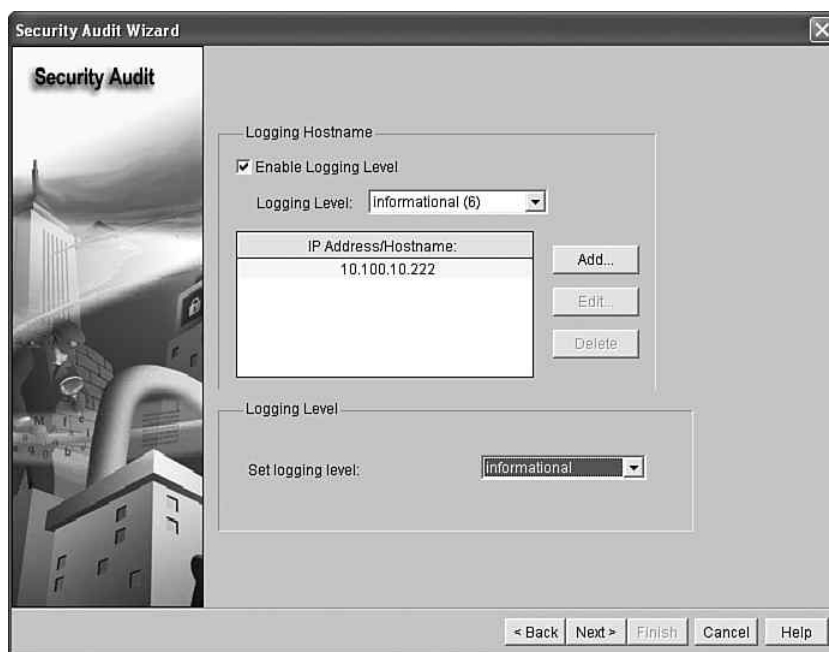 Security Audit Wizard
Security Audit
Logging Hostname
Enable Logging Level
Logging Level: informational (6)
IP Address/Hostname:
10.100.10.222
Add...
Edit...
Delete
Logging Level
Set logging level: informational
< Back Next > Finish Cancel Help